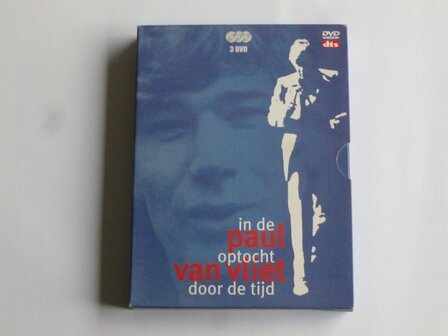 3 DVD
DVD
dts
in de
paul
optocht
van vliet
door de tijd